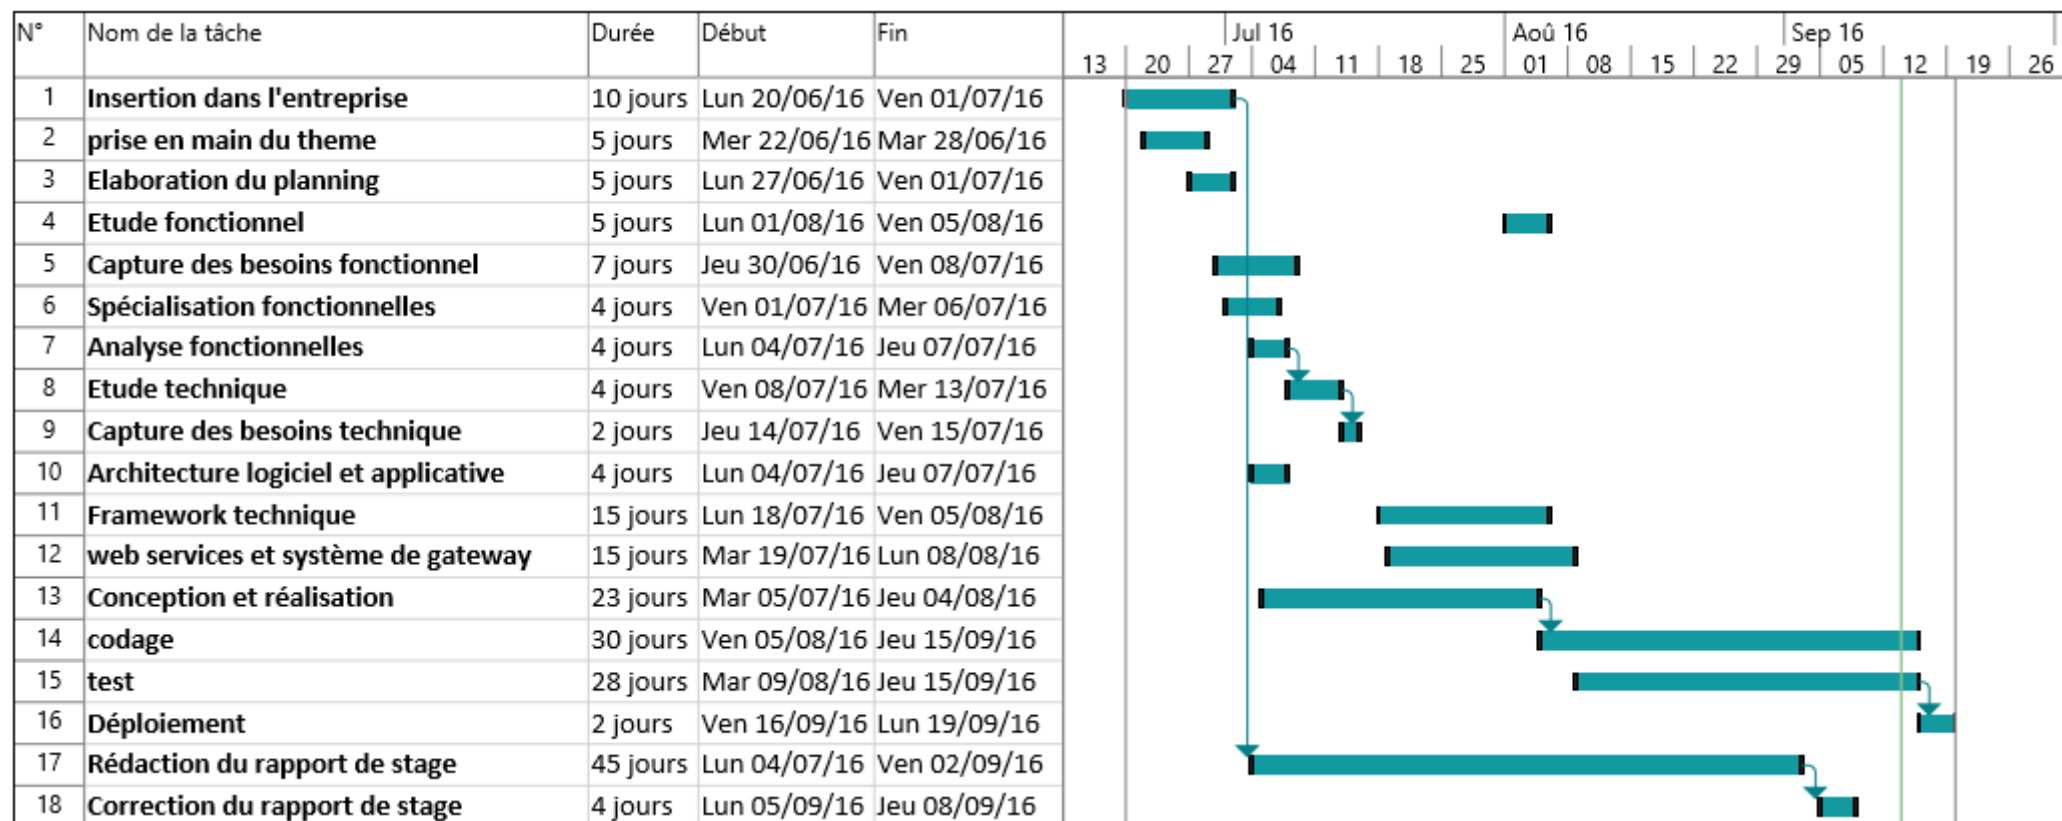 N° Nom de la tâche Durée Début Fin Jul 16 Aoû 16 Sep 16
13 20 27 04 11 18 25 01 08 15 22 29 05 12 19 26
1 Insertion dans l'entreprise 10 jours Lun 20/06/16 Ven 01/07/16
2 prise en main du theme 5 jours Mer 22/06/16 Mar 28/06/16
3 Elaboration du planning 5 jours Lun 27/06/16 Ven 01/07/16
4 Etude fonctionnel 5 jours Lun 01/08/16 Ven 05/08/16
5 Capture des besoins fonctionnel 7 jours Jeu 30/06/16 Ven 08/07/16
6 Spécialisation fonctionnelles 4 jours Ven 01/07/16 Mer 06/07/16
7 Analyse fonctionnelles 4 jours Lun 04/07/16 Jeu 07/07/16
8 Etude technique 4 jours Ven 08/07/16 Mer 13/07/16
9 Capture des besoins technique 2 jours Jeu 14/07/16 Ven 15/07/16
10 Architecture logiciel et applicative 4 jours Lun 04/07/16 Jeu 07/07/16
11 Framework technique 15 jours Lun 18/07/16 Ven 05/08/16
12 web services et système de gateway 15 jours Mar 19/07/16 Lun 08/08/16
13 Conception et réalisation 23 jours Mar 05/07/16 Jeu 04/08/16
14 codage 30 jours Ven 05/08/16 Jeu 15/09/16
15 test 28 jours Mar 09/08/16 Jeu 15/09/16
16 Déploiement 2 jours Ven 16/09/16 Lun 19/09/16
17 Rédaction du rapport de stage 45 jours Lun 04/07/16 Ven 02/09/16
18 Correction du rapport de stage 4 jours Lun 05/09/16 Jeu 08/09/16